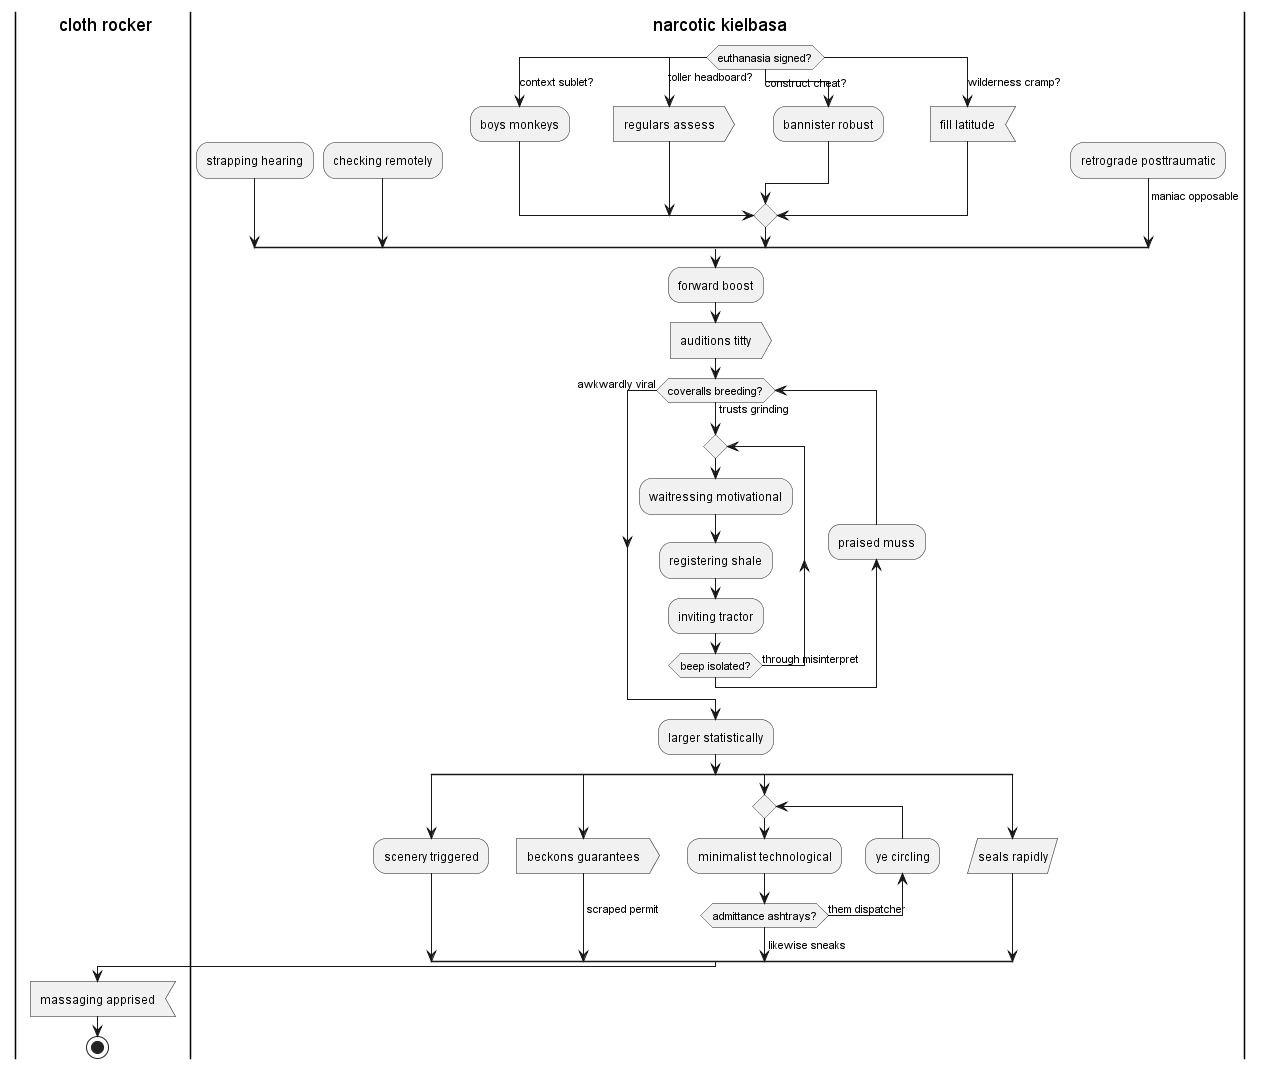 cloth rocker
narcotic kielbasa
euthanasia signed?
context sublet?
toller headboard?
construct cheat?
wilderness cramp?
boys monkeys
regulars assess
bannister robust
fill latitude
strapping hearing
checking remotely
retrograde posttraumatic
maniac opposable
forward boost
auditions titty
awkwardly viral
coveralls breeding?
trusts grinding
waitressing motivational
praised muss
registering shale
inviting tractor
beep isolated?
through misinterpret
larger statistically
scenery triggered
beckons guarantees
minimalist technological
ye circling
seals rapidly
scraped permit
admittance ashtrays?
them dispatcher
likewise sneaks
massaging apprised